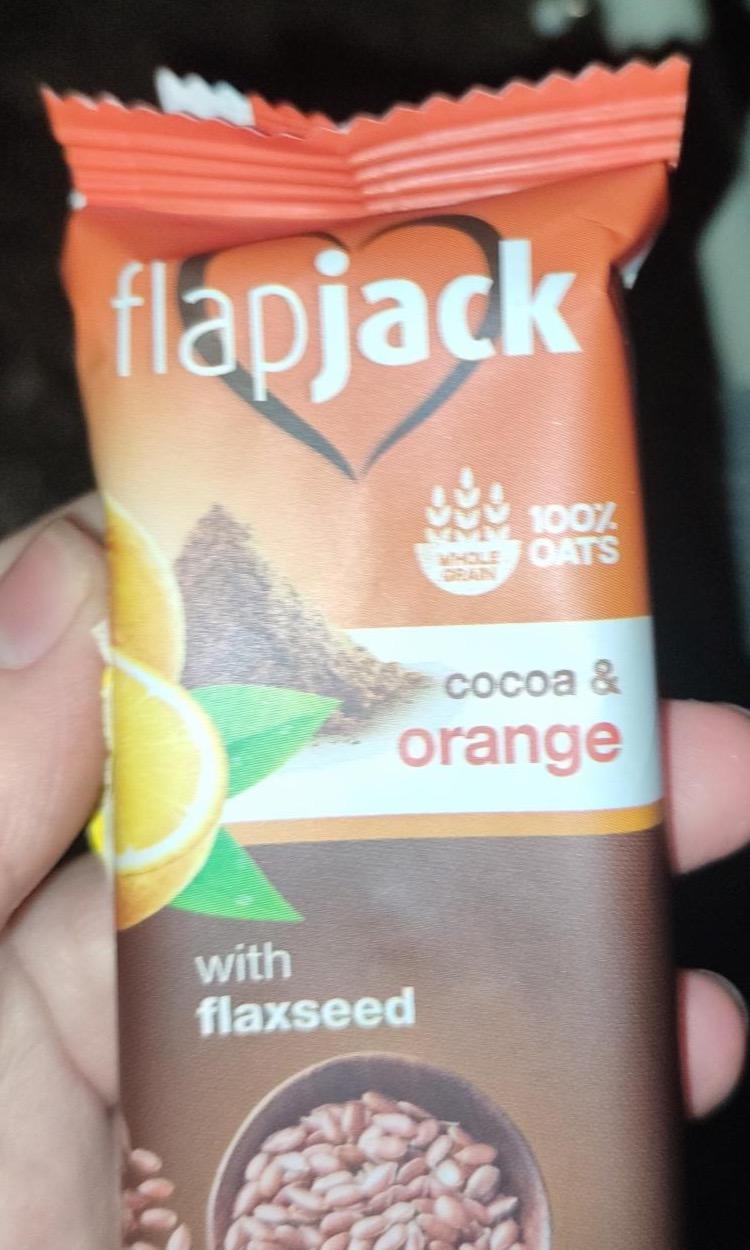 flapjack
100%
OATS
WHOLE
GRAIN
cocoa &
orange
with
flaxseed